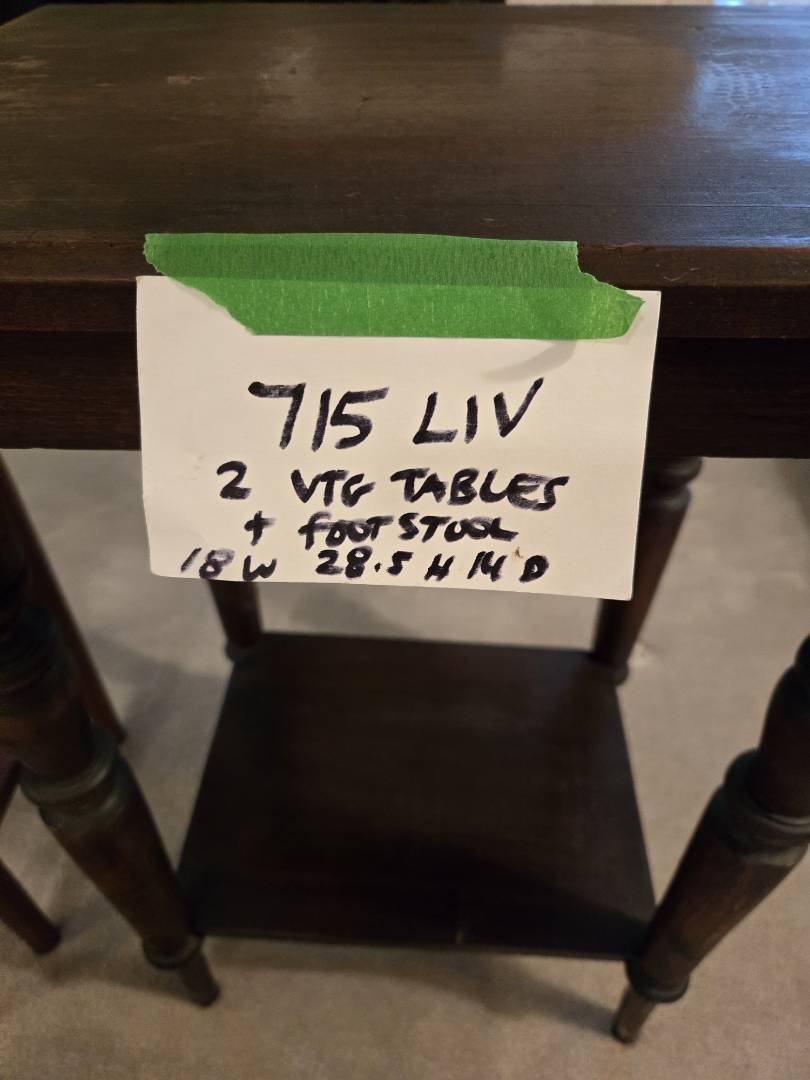 715 LIV
2 VTG TABLES
+ FOOTSTOOL
18 W 28.5 H 14 D